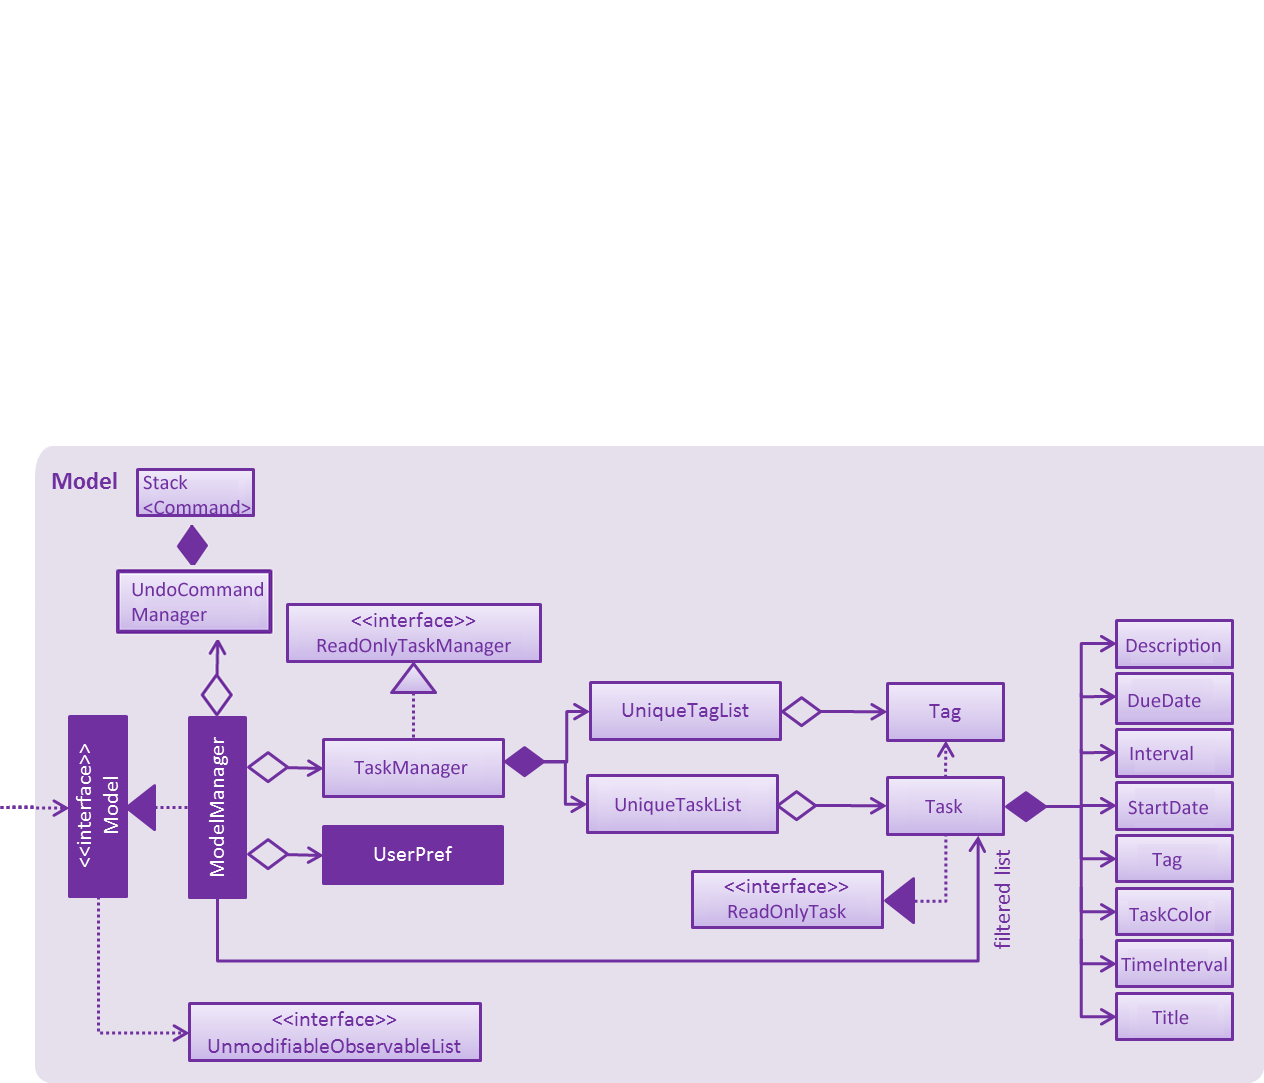 Model
Stack
<Command>
UndoCommand
Manager
<<interface>>
ReadOnlyTaskManager
<<interface>>
Model
ModelManager
TaskManager
UserPref
UniqueTagList
UniqueTaskList
Tag
Task
<<interface>>
ReadOnlyTask
filtered list
<<interface>>
UnmodifiableObservableList
Description
DueDate
Interval
StartDate
Tag
TaskColor
TimeInterval
Title